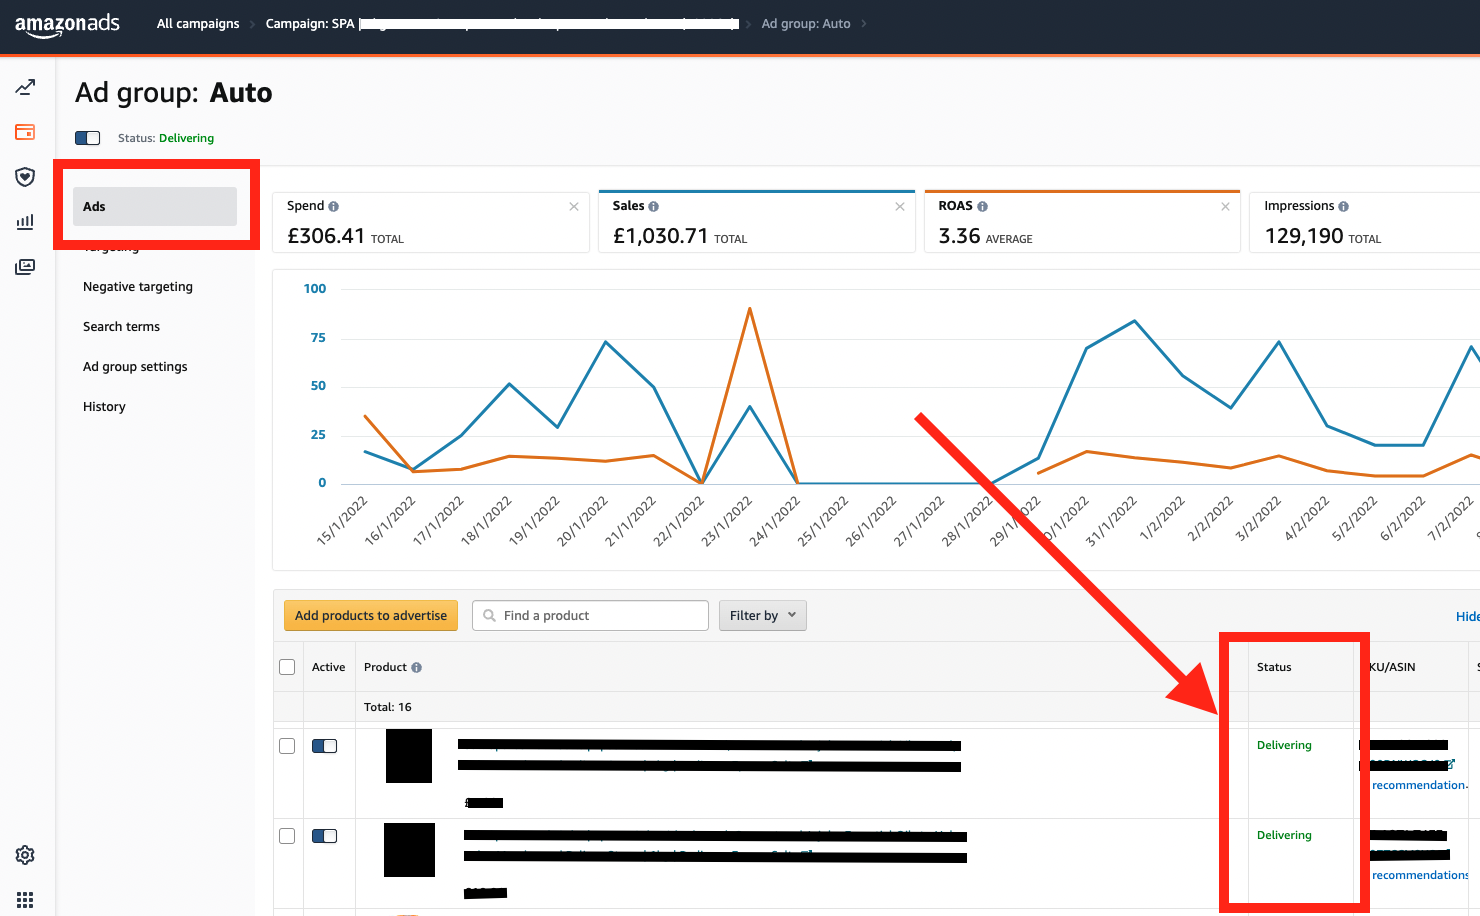 amazonads All campaigns Campaign: SPA | Ad group: Auto
Ad group: Auto
Status: Delivering
Ads
Targeting
Negative targeting
Search terms
Ad group settings
History
Spend
£306.41 TOTAL
Sales
£1,030.71 TOTAL
ROAS
3.36 AVERAGE
Impressions
129,190 TOTAL
100
75
50
25
0
15/1/2022 16/1/2022 17/1/2022 18/1/2022 19/1/2022 20/1/2022 21/1/2022 22/1/2022 23/1/2022 24/1/2022 25/1/2022 26/1/2022 27/1/2022 28/1/2022 29/1/2022 0/1/2022 31/1/2022 1/2/2022 2/2/2022 3/2/2022 4/2/2022 5/2/2022 6/2/2022 7/2/2022
Add products to advertise Find a product Filter by Hide
Active Product Status KU/ASIN
Total: 16
Delivering
recommendation
Delivering
recommendations